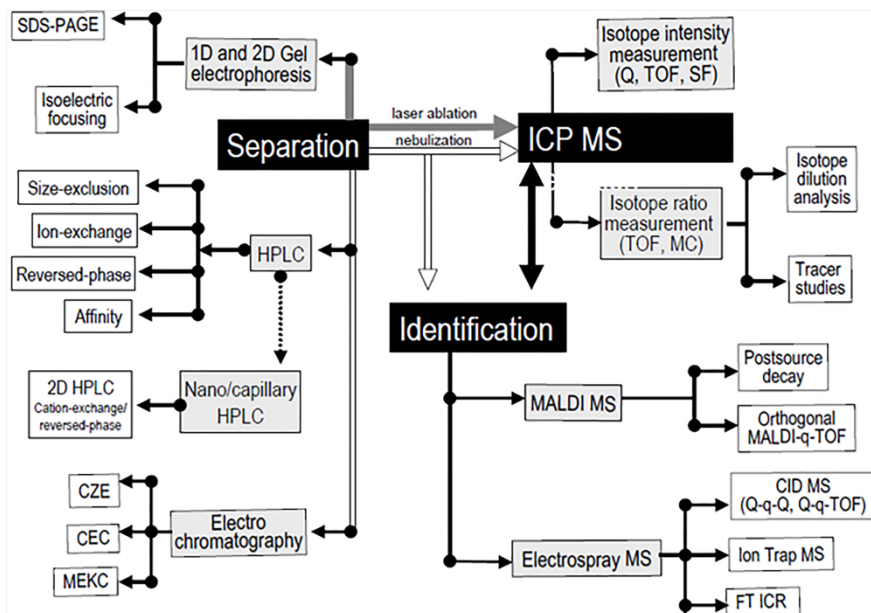 SDS-PAGE
1D and 2D Gel
electrophoresis
Isoelectric
focusing
Isotope intensity
measurement
(Q, TOF, SF)
laser ablation
Separation
nebulization
ICP MS
Isotope
dilution
analysis
Isotope ratio
measurement
(TOF, MC)
Tracer
studies
Size-exclusion
Ion-exchange
HPLC
Reversed-phase
Affinity
Identification
2D HPLC
Cation-exchange/
reversed-phase
Nano/capillary
HPLC
MALDI MS
Postsource
decay
Orthogonal
MALDI-q-TOF
CZE
CEC
MEKC
Electro
chromatography
Electrospray MS
CID MS
(Q-q-Q, Q-q-TOF)
Ion Trap MS
FT ICR